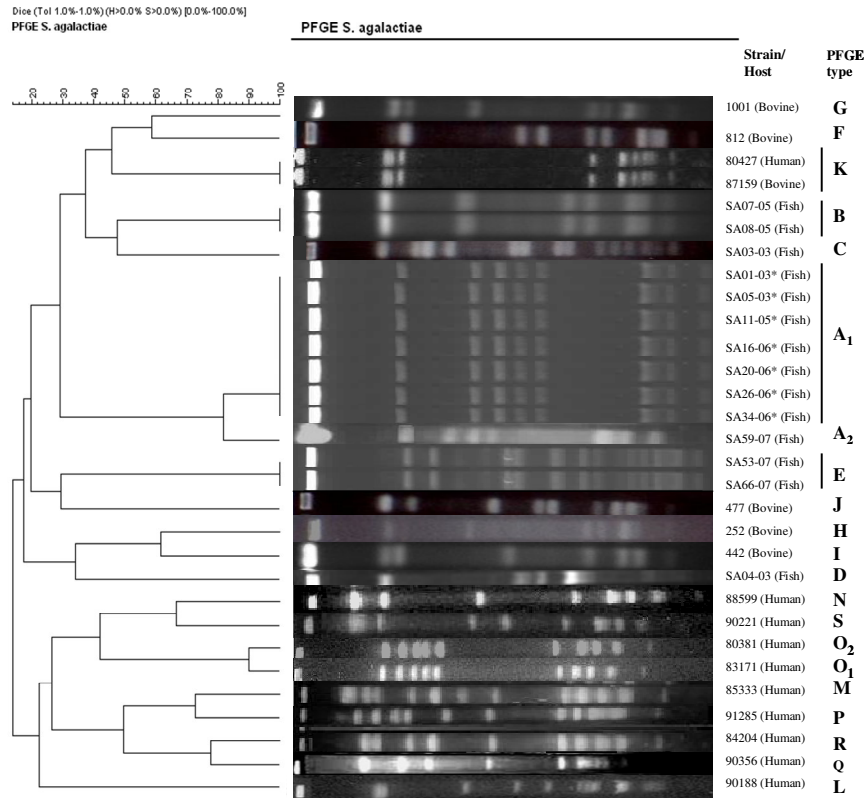 Dice (Tol 1.0%-1.0%) (H>0.0% S>0.0%) [0.0%-100.0%]
PFGE S. agalactiae
PFGE S. agalactiae
Strain/ Host
PFGE type
20 30 40 50 60 70 80 90 100
1001 (Bovine) G
812 (Bovine) F
80427 (Human)
K
87159 (Bovine)
SA07-05 (Fish)
B
SA08-05 (Fish)
SA03-03 (Fish) C
SA01-03* (Fish)
SA05-03* (Fish)
SA11-05* (Fish)
A1
SA16-06* (Fish)
SA20-06* (Fish)
SA26-06* (Fish)
SA34-06* (Fish)
SA59-07 (Fish) A2
SA53-07 (Fish)
E
SA66-07 (Fish)
477 (Bovine) J
252 (Bovine) H
442 (Bovine) I
SA04-03 (Fish) D
88599 (Human) N
90221 (Human) S
80381 (Human) O2
83171 (Human) O1
85333 (Human) M
91285 (Human) P
84204 (Human) R
90356 (Human) Q
90188 (Human) L